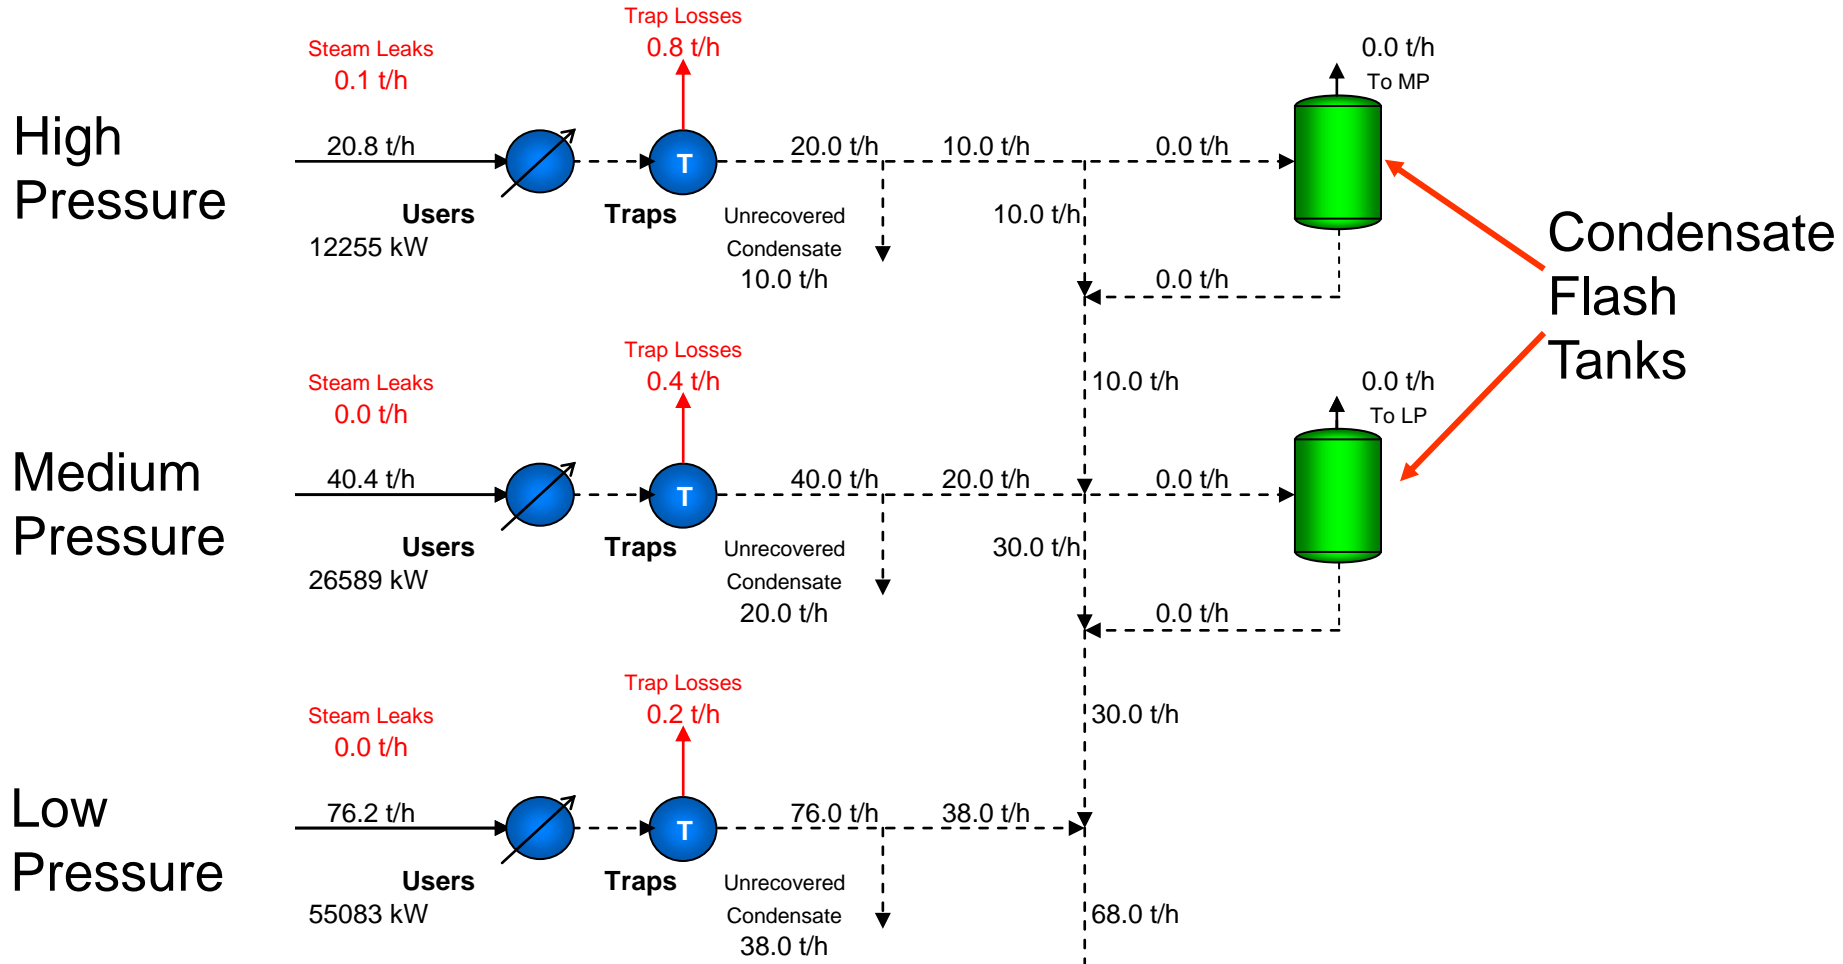 Trap Losses
0.8 t/h
Steam Leaks
0.1 t/h
0.0 t/h
To MP
High
Pressure
20.8 t/h
T
20.0 t/h
10.0 t/h
0.0 t/h
Users
Traps
12255 kW
Unrecovered
Condensate
10.0 t/h
10.0 t/h
0.0 t/h
Condensate
Flash
Tanks
Trap Losses
0.4 t/h
Steam Leaks
0.0 t/h
10.0 t/h
0.0 t/h
To LP
Medium
Pressure
40.4 t/h
T
40.0 t/h
20.0 t/h
0.0 t/h
Users
Traps
26589 kW
Unrecovered
Condensate
20.0 t/h
30.0 t/h
0.0 t/h
Trap Losses
0.2 t/h
Steam Leaks
0.0 t/h
30.0 t/h
Low
Pressure
76.2 t/h
T
76.0 t/h
38.0 t/h
Users
Traps
55083 kW
Unrecovered
Condensate
38.0 t/h
68.0 t/h